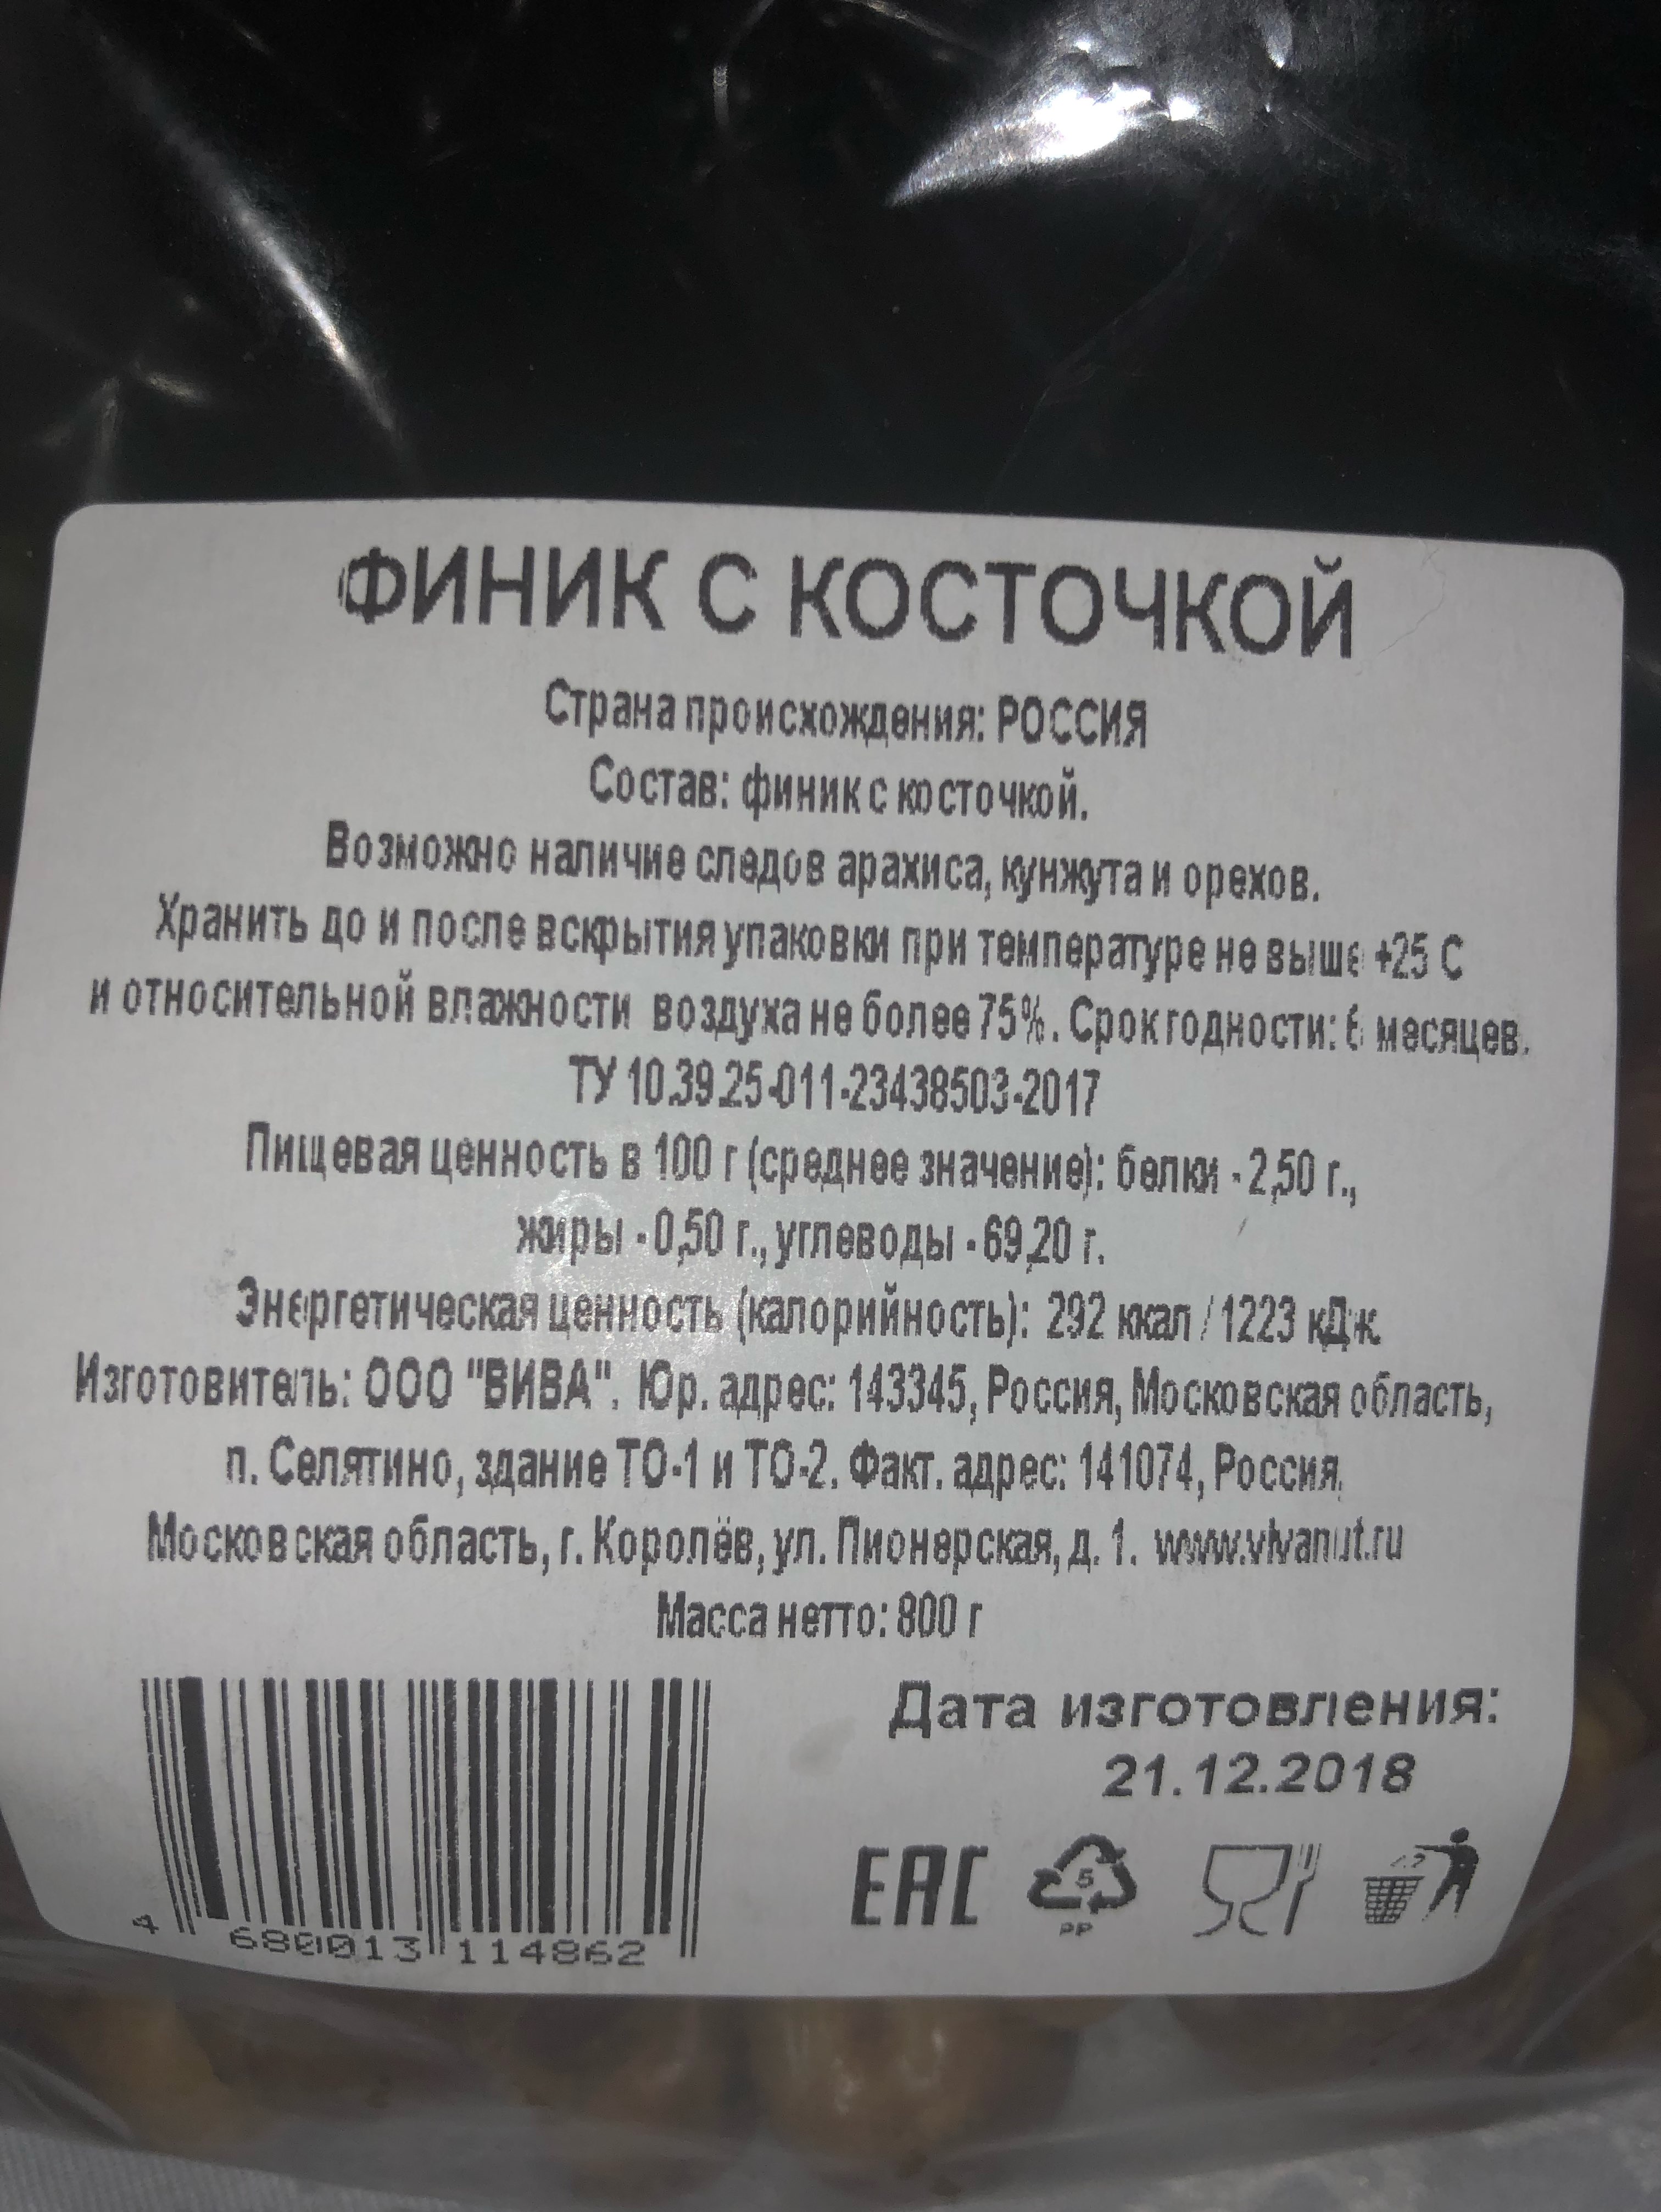 ФИНИК С КОСТОЧКОЙ
Страна происхождения: РОССИЯ
Состав: финик с косточкой.
Возможно наличие следов арахиса, кунжута и орехов.
Хранить до и после вскрытия упаковки при температуре не выше +25 С
и относительной влажности воздуха не более 75%. Срок годности: 6 месяцев.
ТУ 10.39.25-011-23438503-2017
Пищевая ценность в 100 г (среднее значение): белки - 2,50 г.,
жиры - 0,50 г., углеводы - 69,20 г.
Энергетическая ценность (калорийность): 292 ккал / 1223 кДж
Изготовитель: ООО "ВИВА". Юр. адрес: 143345, Россия, Московская область,
п. Селятино, здание ТО-1 и ТО-2. Факт. адрес: 141074, Россия,
Московская область, г. Королёв, ул. Пионерская, д. 1. www.vivanut.ru
Масса нетто: 800 г
Дата изготовления:
21.12.2018
EAC
5
PP
4 680013 114862